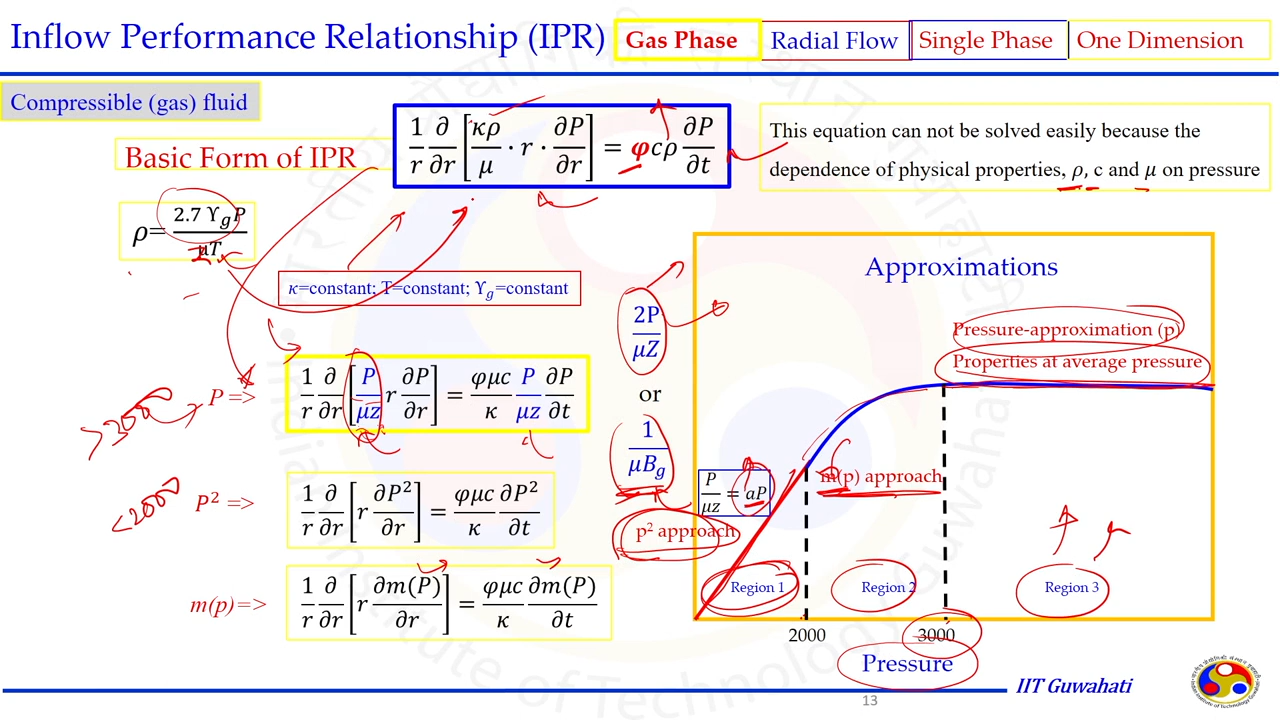 Inflow Performance Relationship (IPR) Gas Phase Radial Flow Single Phase One Dimension
Compressible (gas) fluid
Basic Form of IPR
1/r ∂/∂r [κρ/μ · r · ∂P/∂r] = φcρ ∂P/∂t
This equation can not be solved easily because the
dependence of physical properties, ρ, c and μ on pressure
ρ= 2.7 ϒgP / μT
κ=constant; T=constant; ϒg=constant
Approximations
2P/μZ
or
1/μBg
Pressure-approximation (p)
Properties at average pressure
>3000
P => 1/r ∂/∂r [P/μz r ∂P/∂r] = φμc/κ P/μz ∂P/∂t
<2000
P² => 1/r ∂/∂r [r ∂P²/∂r] = φμc/κ ∂P²/∂t
m(p)=> 1/r ∂/∂r [r ∂m(P)/∂r] = φμc/κ ∂m(P)/∂t
P/μz = aP
m(p) approach
p² approach
Region 1 Region 2 Region 3
2000 3000
Pressure
IIT Guwahati
13